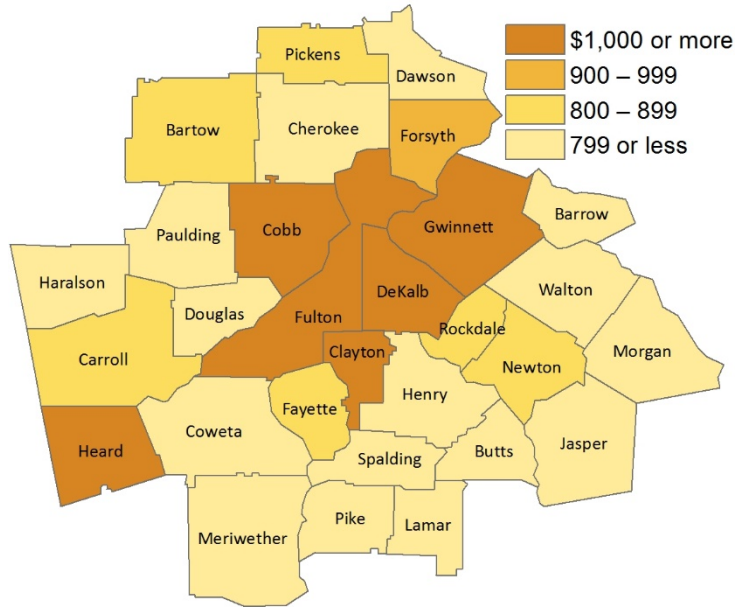 $1,000 or more
900 – 999
800 – 899
799 or less
Pickens
Dawson
Bartow
Cherokee
Forsyth
Barrow
Paulding
Cobb
Gwinnett
Haralson
Douglas
Fulton
DeKalb
Walton
Rockdale
Carroll
Clayton
Morgan
Newton
Henry
Fayette
Coweta
Heard
Spalding
Butts
Jasper
Meriwether
Pike
Lamar